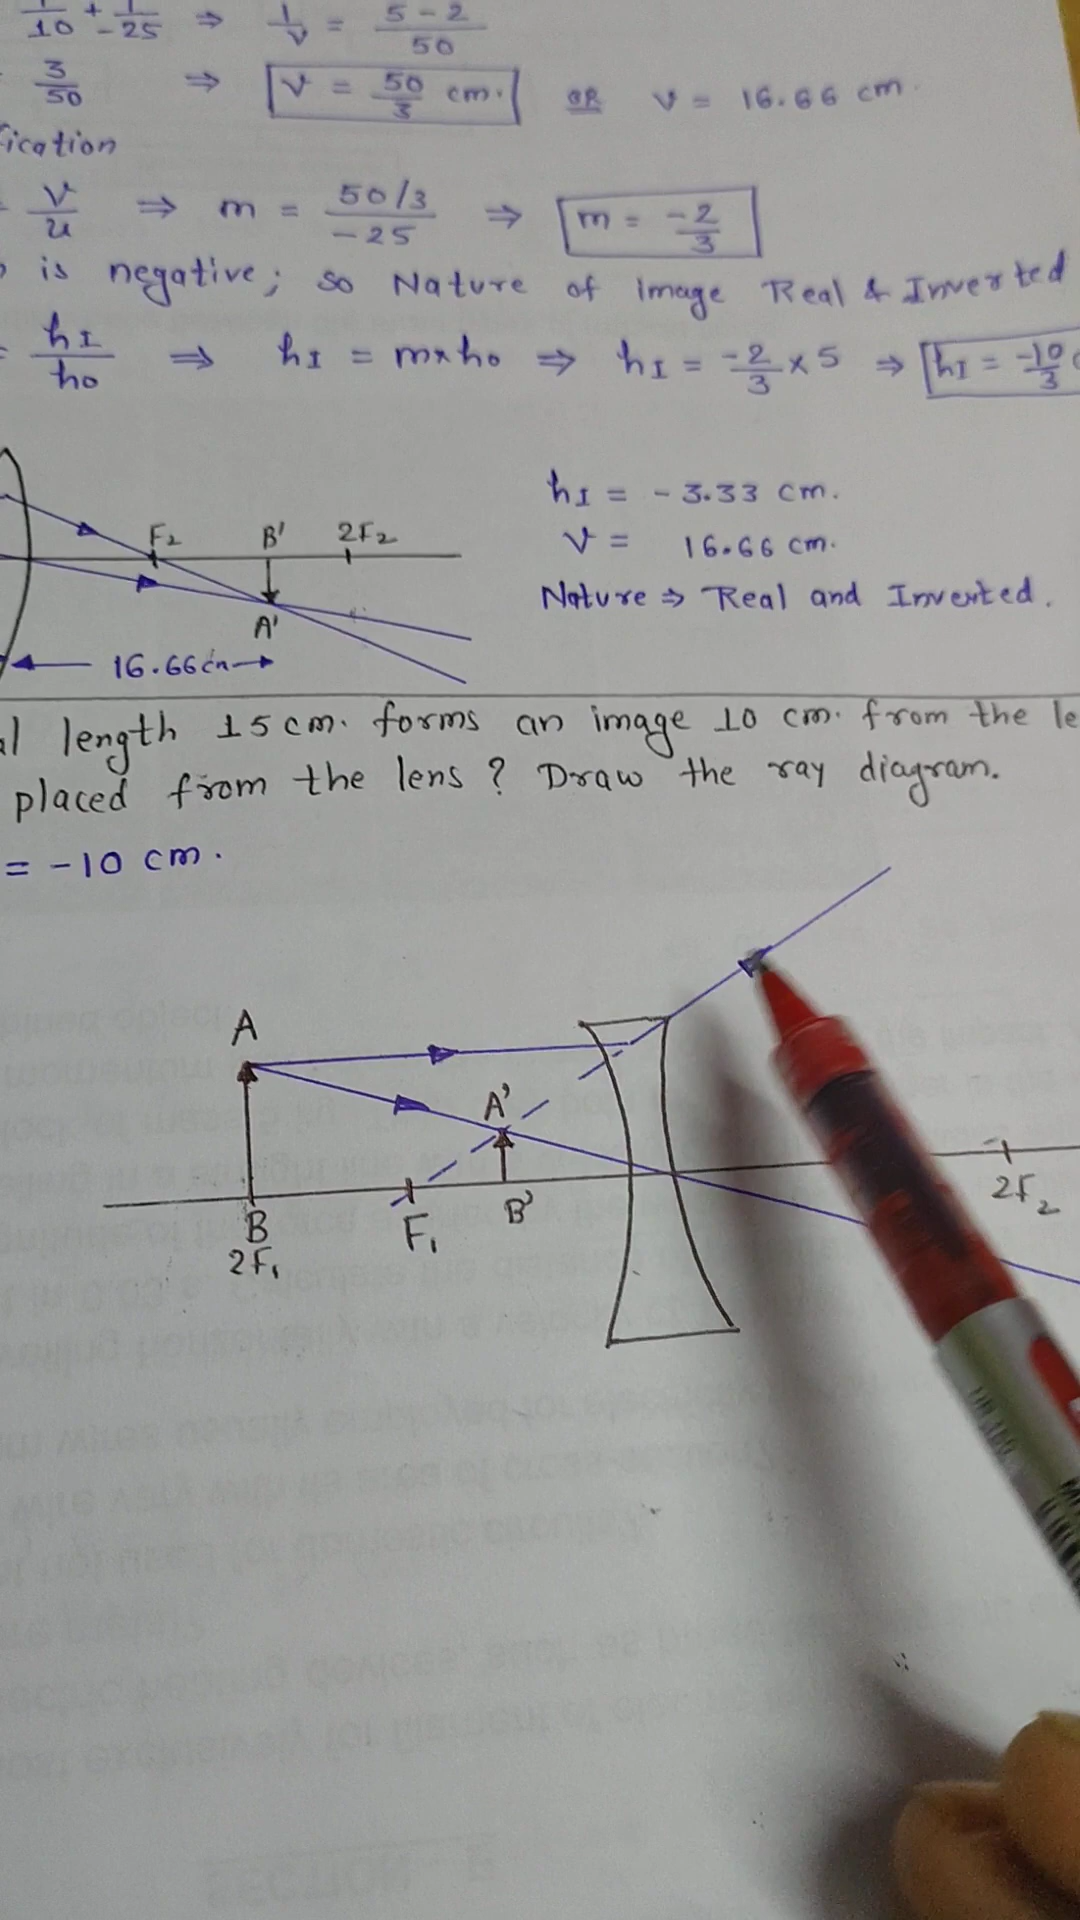 1/10 + 1/-25 ⇒ 1/v = 5-2/50
3/50 ⇒ v = 50/3 cm. OR v = 16.66 cm.
fication
v/u ⇒ m = 50/3/-25 ⇒ m = -2/3
is negative; so Nature of image Real & Inverted
= hI/ho ⇒ hI = m×ho ⇒ hI = -2/3 × 5 ⇒ hI = -10/3
hI = -3.33 cm.
v = 16.66 cm.
Nature ⇒ Real and Inverted.
F2 B' 2F2
A'
16.66cm
al length 15 cm. forms an image 10 cm. from the le
placed from the lens? Draw the ray diagram.
= -10 cm.
A
A'
B F1 B' 2F2
2F1